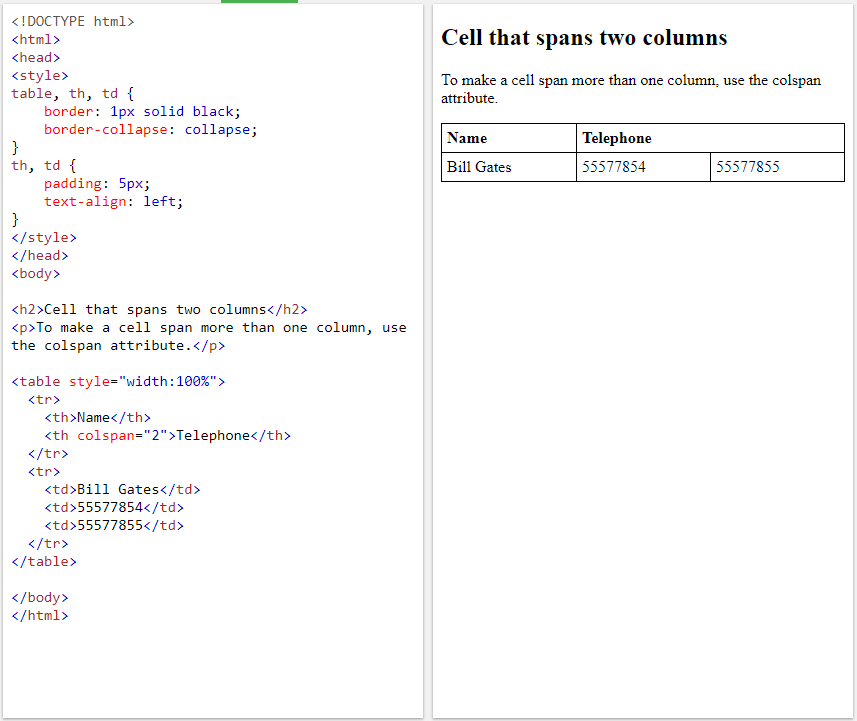 <!DOCTYPE html>
<html>
<head>
<style>
table, th, td {
    border: 1px solid black;
    border-collapse: collapse;
}
th, td {
    padding: 5px;
    text-align: left;
}
</style>
</head>
<body>

<h2>Cell that spans two columns</h2>
<p>To make a cell span more than one column, use
the colspan attribute.</p>

<table style="width:100%">
  <tr>
    <th>Name</th>
    <th colspan="2">Telephone</th>
  </tr>
  <tr>
    <td>Bill Gates</td>
    <td>55577854</td>
    <td>55577855</td>
  </tr>
</table>

</body>
</html>
Cell that spans two columns
To make a cell span more than one column, use the colspan
attribute.
Name Telephone
Bill Gates 55577854 55577855